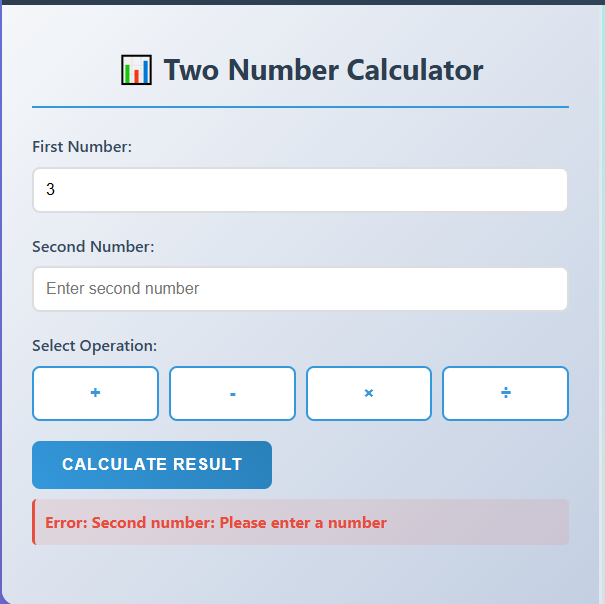 Two Number Calculator
First Number:
3
Second Number:
Enter second number
Select Operation:
+ - × ÷
CALCULATE RESULT
Error: Second number: Please enter a number